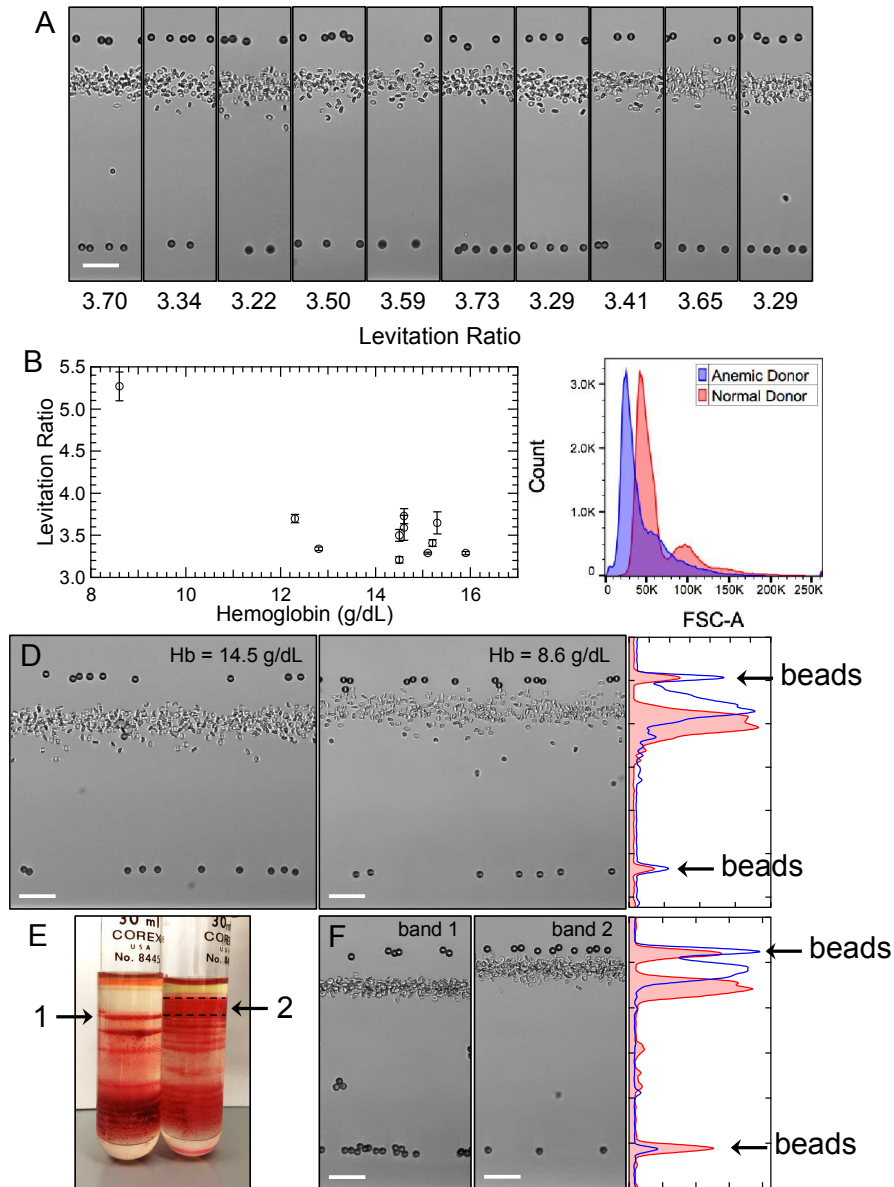 A
3.70 3.34 3.22 3.50 3.59 3.73 3.29 3.41 3.65 3.29
Levitation Ratio
B
5.5
5.0
4.5
4.0
3.5
3.0
Levitation Ratio
8 10 12 14 16
Hemoglobin (g/dL)
Anemic Donor
Normal Donor
3.0K
2.0K
1.0K
0
Count
0 50K 100K 150K 200K 250K
FSC-A
D
Hb = 14.5 g/dL
Hb = 8.6 g/dL
beads
beads
E
30 ml
COREX
USA
No. 8445
30 m
CORE
No.
1
2
F
band 1
band 2
beads
beads